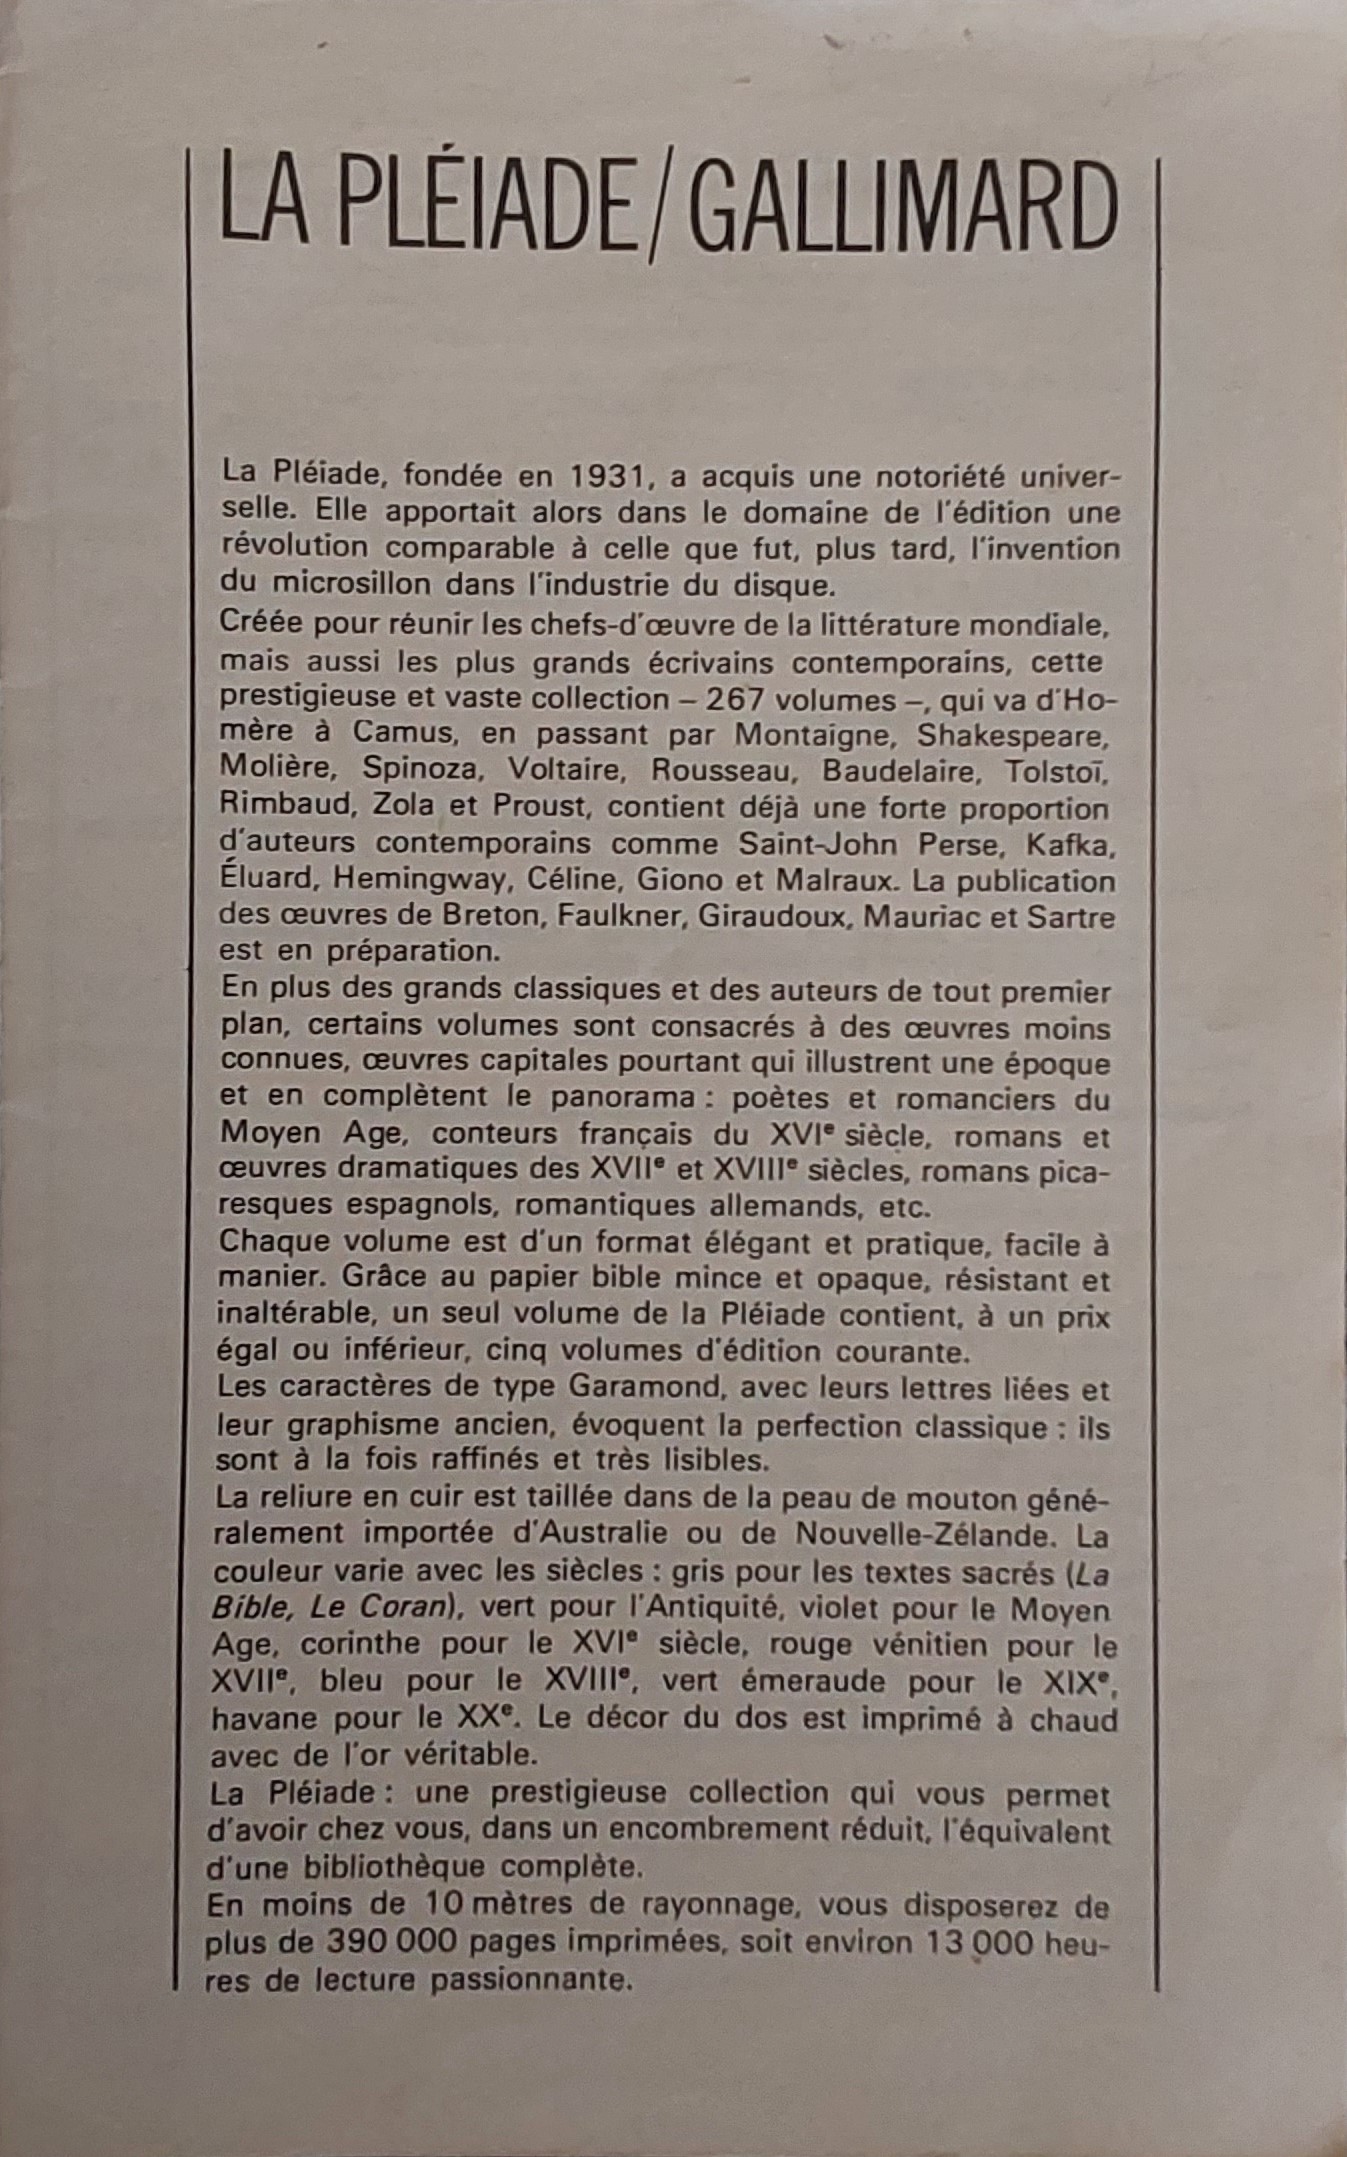 LA PLÉIADE/GALLIMARD
La Pléiade, fondée en 1931, a acquis une notoriété univer-
selle. Elle apportait alors dans le domaine de l'édition une
révolution comparable à celle que fut, plus tard, l'invention
du microsillon dans l'industrie du disque.
Créée pour réunir les chefs-d'œuvre de la littérature mondiale,
mais aussi les plus grands écrivains contemporains, cette
prestigieuse et vaste collection – 267 volumes –, qui va d'Ho-
mère à Camus, en passant par Montaigne, Shakespeare,
Molière, Spinoza, Voltaire, Rousseau, Baudelaire, Tolstoï,
Rimbaud, Zola et Proust, contient déjà une forte proportion
d'auteurs contemporains comme Saint-John Perse, Kafka,
Éluard, Hemingway, Céline, Giono et Malraux. La publication
des œuvres de Breton, Faulkner, Giraudoux, Mauriac et Sartre
est en préparation.
En plus des grands classiques et des auteurs de tout premier
plan, certains volumes sont consacrés à des œuvres moins
connues, œuvres capitales pourtant qui illustrent une époque
et en complètent le panorama : poètes et romanciers du
Moyen Age, conteurs français du XVIe siècle, romans et
œuvres dramatiques des XVIIe et XVIIIe siècles, romans pica-
resques espagnols, romantiques allemands, etc.
Chaque volume est d'un format élégant et pratique, facile à
manier. Grâce au papier bible mince et opaque, résistant et
inaltérable, un seul volume de la Pléiade contient, à un prix
égal ou inférieur, cinq volumes d'édition courante.
Les caractères de type Garamond, avec leurs lettres liées et
leur graphisme ancien, évoquent la perfection classique : ils
sont à la fois raffinés et très lisibles.
La reliure en cuir est taillée dans de la peau de mouton géné-
ralement importée d'Australie ou de Nouvelle-Zélande. La
couleur varie avec les siècles : gris pour les textes sacrés (La
Bible, Le Coran), vert pour l'Antiquité, violet pour le Moyen
Age, corinthe pour le XVIe siècle, rouge vénitien pour le
XVIIe, bleu pour le XVIIIe, vert émeraude pour le XIXe,
havane pour le XXe. Le décor du dos est imprimé à chaud
avec de l'or véritable.
La Pléiade : une prestigieuse collection qui vous permet
d'avoir chez vous, dans un encombrement réduit, l'équivalent
d'une bibliothèque complète.
En moins de 10 mètres de rayonnage, vous disposerez de
plus de 390 000 pages imprimées, soit environ 13 000 heu-
res de lecture passionnante.